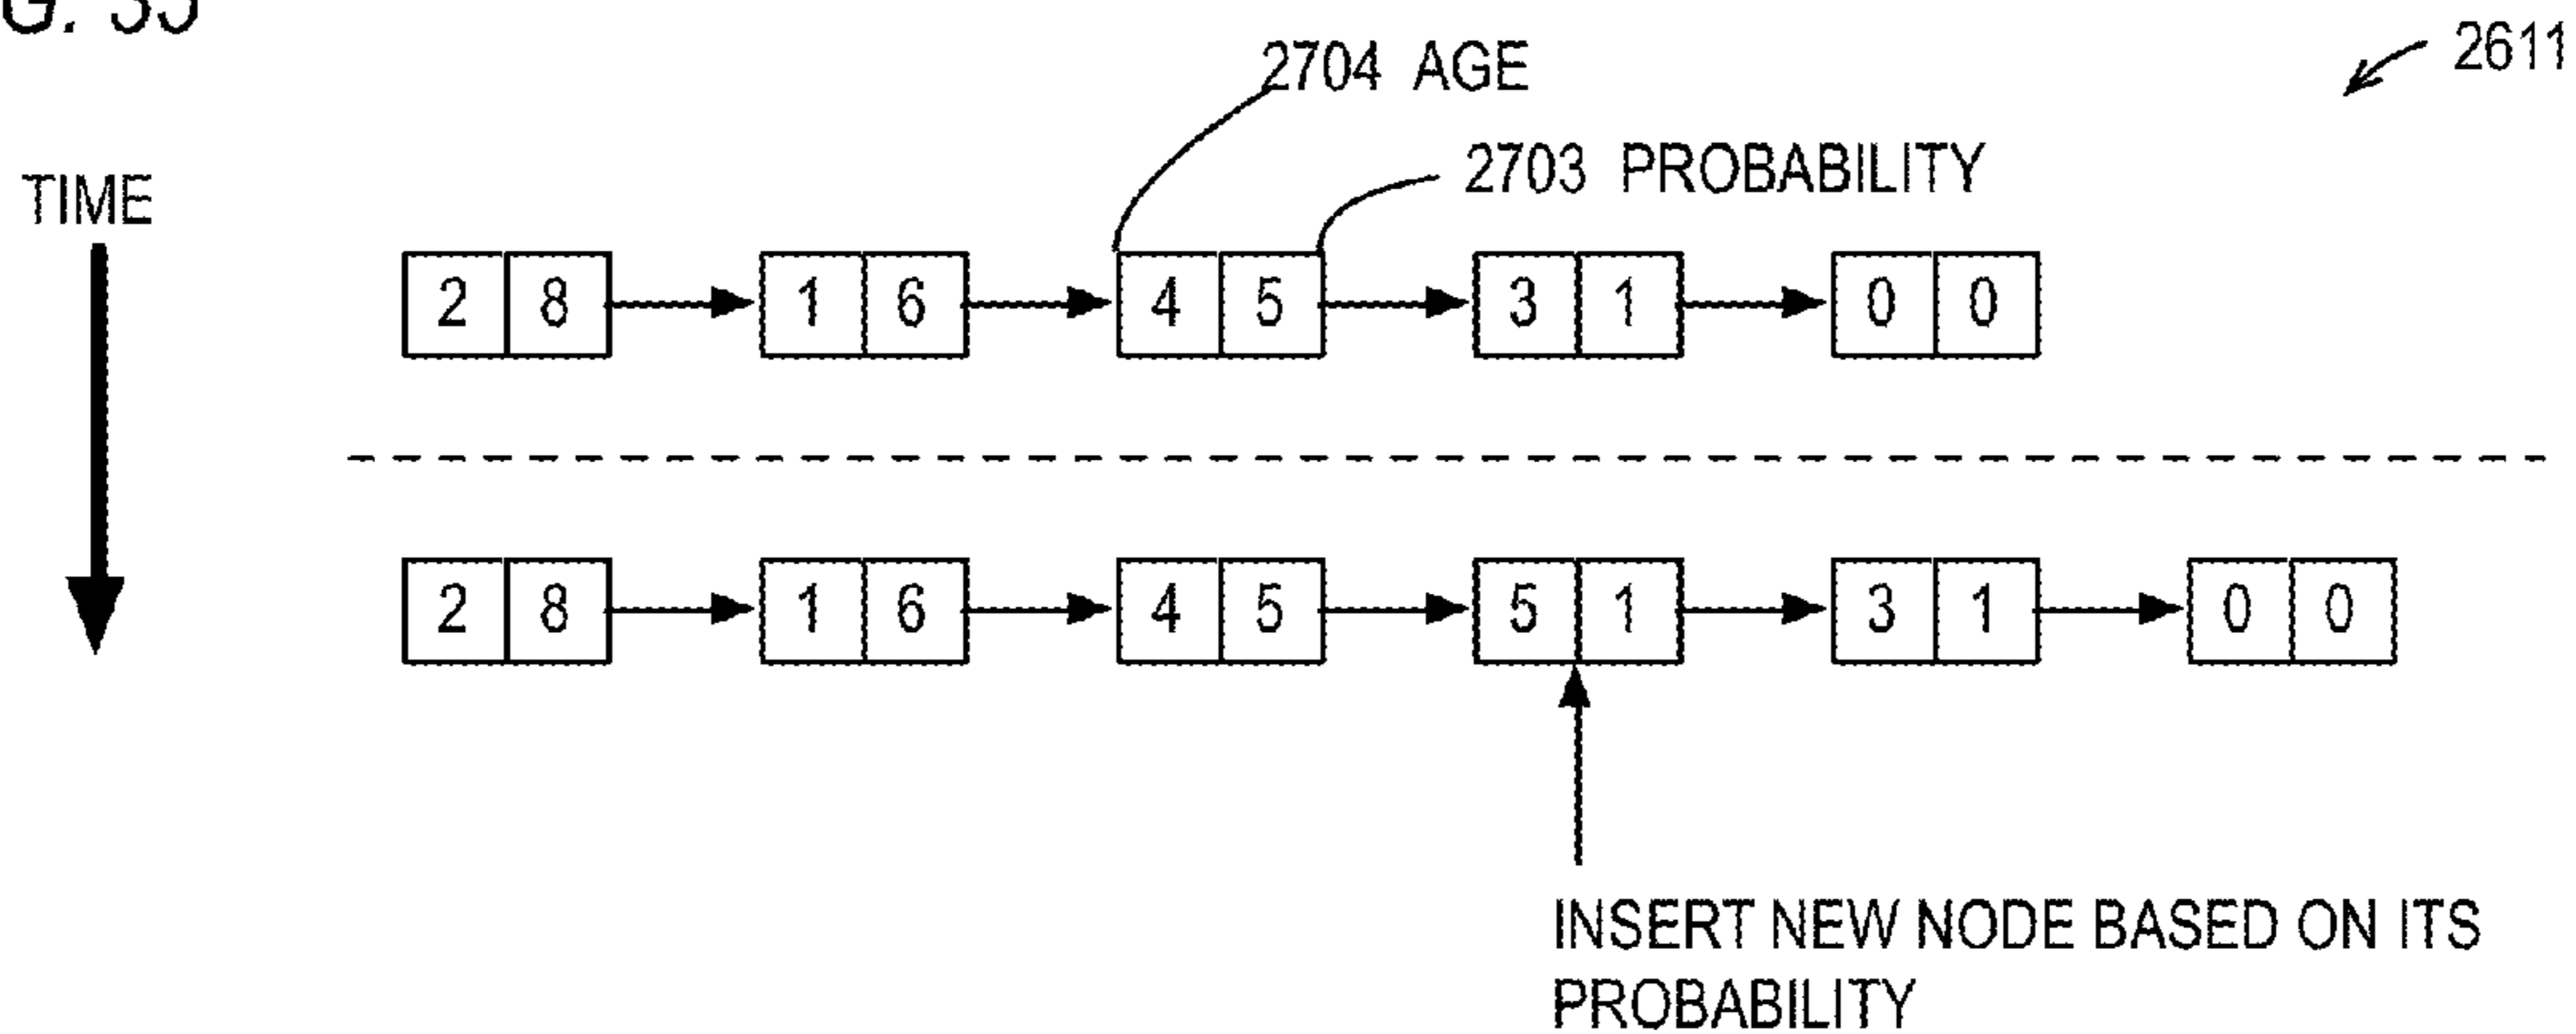 G. 35
2611
2704 AGE
2703 PROBABILITY
TIME
2 8 1 6 4 5 3 1 0 0
2 8 1 6 4 5 5 1 3 1 0 0
INSERT NEW NODE BASED ON ITS
PROBABILITY